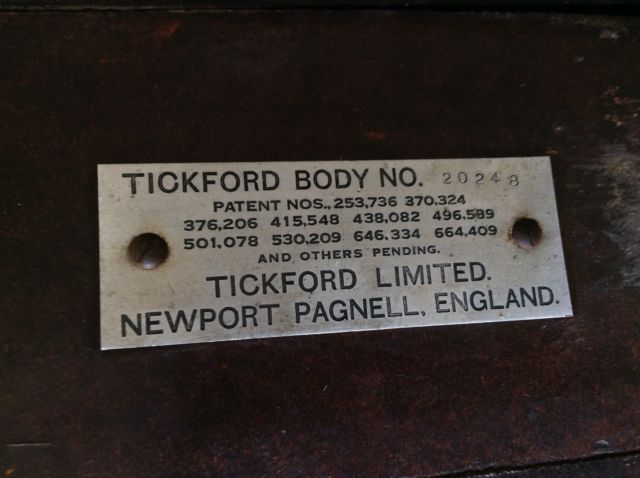 TICKFORD BODY NO. 20248
PATENT NOS., 253,736 370,324
376,206 415,548 438,082 496,589
501,078 530,209 646,334 664,409
AND OTHERS PENDING.
TICKFORD LIMITED.
NEWPORT PAGNELL, ENGLAND.